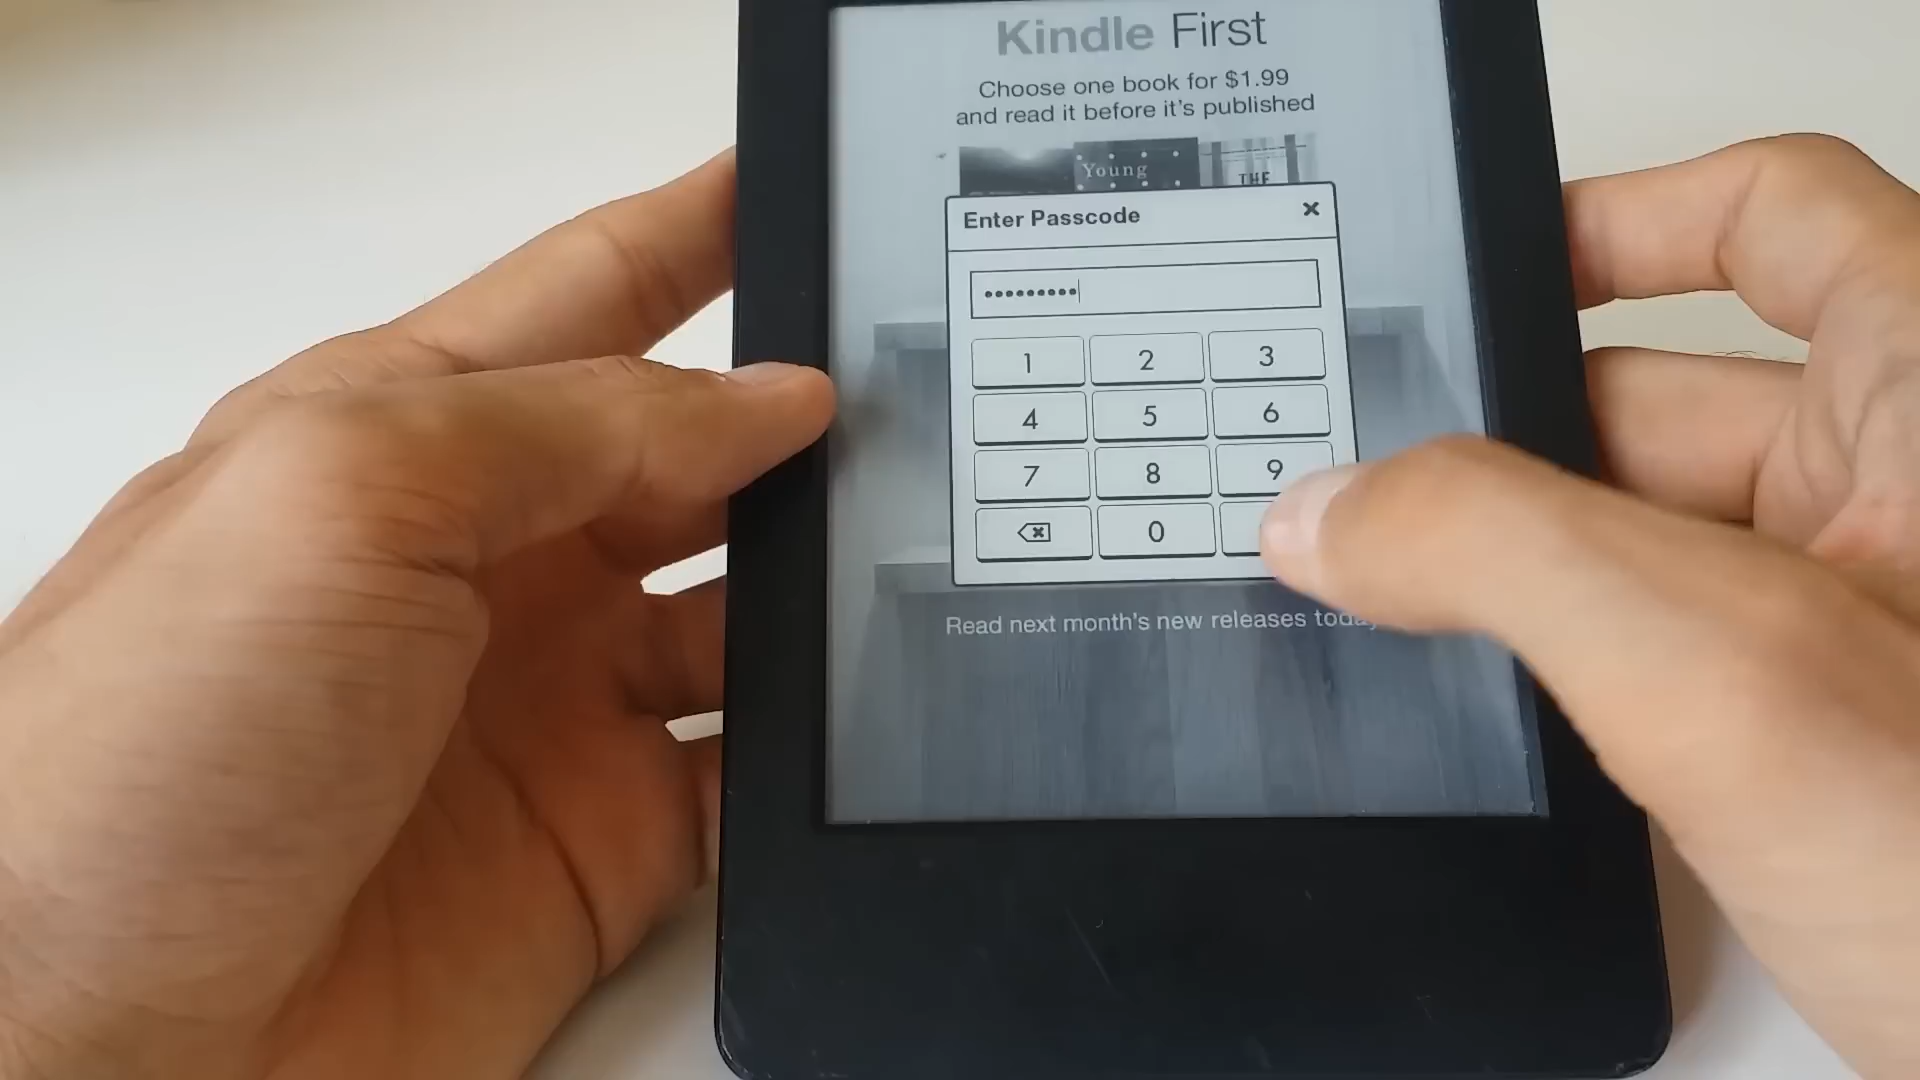 Kindle First
Choose one book for $1.99
and read it before it's published
Young
THE
Enter Passcode
•••••••••
1 2 3
4 5 6
7 8 9
0
Read next month's new releases today